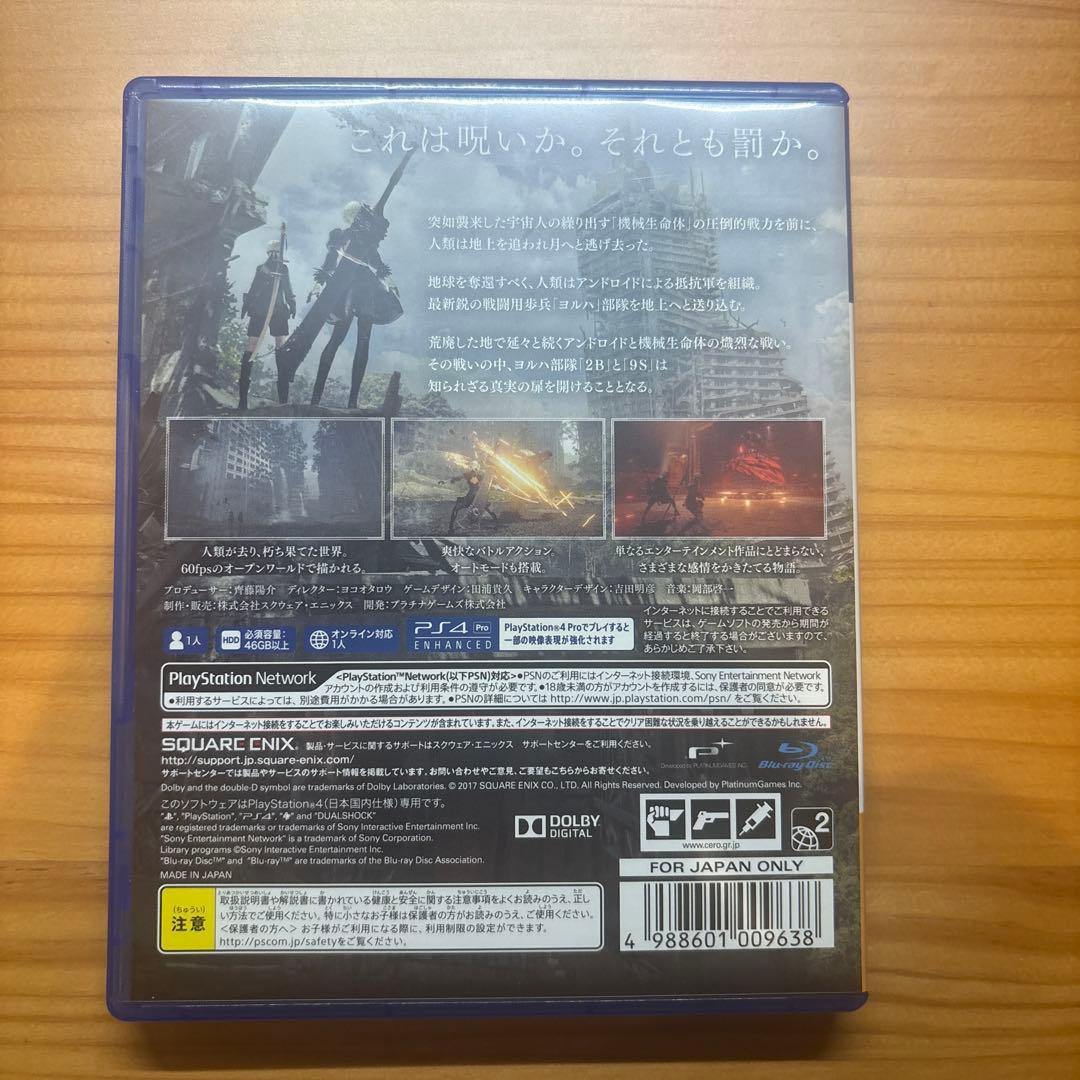 これは呪いか。それとも罰か。
突如襲来した宇宙人の繰り出す「機械生命体」の圧倒的戦力を前に、
人類は地上を追われ月へと逃げ去った。
地球を奪還すべく、人類はアンドロイドによる抵抗軍を組織。
最新鋭の戦闘用歩兵「ヨルハ」部隊を地上へと送り込む。
荒廃した地で延々と続くアンドロイドと機械生命体の熾烈な戦い。
その戦いの中、ヨルハ部隊「2B」と「9S」は
知られざる真実の扉を開けることとなる。
人類が去り、朽ち果てた世界。
60fpsのオープンワールドで描かれる。
爽快なバトルアクション。
オートモードも搭載。
単なるエンターテインメント作品にとどまらない、
さまざまな感情をかきたてる物語。
プロデューサー:齊藤陽介 ディレクター:ヨコオタロウ ゲームデザイン:田浦貴久 キャラクターデザイン:吉田明彦 音楽:岡部啓一
制作・販売:株式会社スクウェア・エニックス 開発:プラチナゲームズ株式会社
1人
HDD 必須容量:
46GB以上
オンライン対応
1人
PS4 Pro
ENHANCED
PlayStation®4 Proでプレイすると
一部の映像表現が強化されます
インターネットに接続することでご利用できる
サービスは、ゲームソフトの発売から期間が
経過すると終了する場合がございますので、
あらかじめご了承下さい。
PlayStation Network
<PlayStation™Network(以下PSN)対応>●PSNのご利用にはインターネット接続環境、Sony Entertainment Network
アカウントの作成および利用条件の遵守が必要です。●18歳未満の方がアカウントを作成するには、保護者の同意が必要です。
●利用するサービスによっては、別途費用がかかる場合があります。●PSNの詳細については http://www.jp.playstation.com/psn/ をご覧ください。
本ゲームにはインターネット接続をすることでお楽しみいただけるコンテンツが含まれています。また、インターネット接続をすることでクリア困難な状況を乗り越えることができるかもしれません。
SQUARE ENIX. 製品・サービスに関するサポートはスクウェア・エニックス サポートセンターをご利用ください。
http://support.jp.square-enix.com/
サポートセンターでは製品やサービスのサポート情報を掲載しています。お問い合わせやご意見、ご要望もこちらからお寄せください。
Developed by PLATINUMGAMES INC.
Blu-ray Disc
Dolby and the double-D symbol are trademarks of Dolby Laboratories. © 2017 SQUARE ENIX CO., LTD. All Rights Reserved. Developed by PlatinumGames Inc.
このソフトウェアはPlayStation®4(日本国内仕様)専用です。
"PlayStation", "PS4", and "DUALSHOCK"
are registered trademarks or trademarks of Sony Interactive Entertainment Inc.
"Sony Entertainment Network" is a trademark of Sony Corporation.
Library programs ©Sony Interactive Entertainment Inc.
"Blu-ray Disc™" and "Blu-ray™" are trademarks of the Blu-ray Disc Association.
MADE IN JAPAN
DOLBY
DIGITAL
www.cero.gr.jp
2
FOR JAPAN ONLY
(ちゅうい)
注意
取扱説明書や解説書に書かれている健康と安全に関する注意事項をよくお読みのうえ、正し
い方法でご使用ください。特に小さなお子様は保護者の方がお読みのうえ、ご使用ください。
<保護者の方へ> お子様がご利用になる際に、利用制限の設定ができます。
http://pscom.jp/safetyをご覧ください。
4 988601 009638